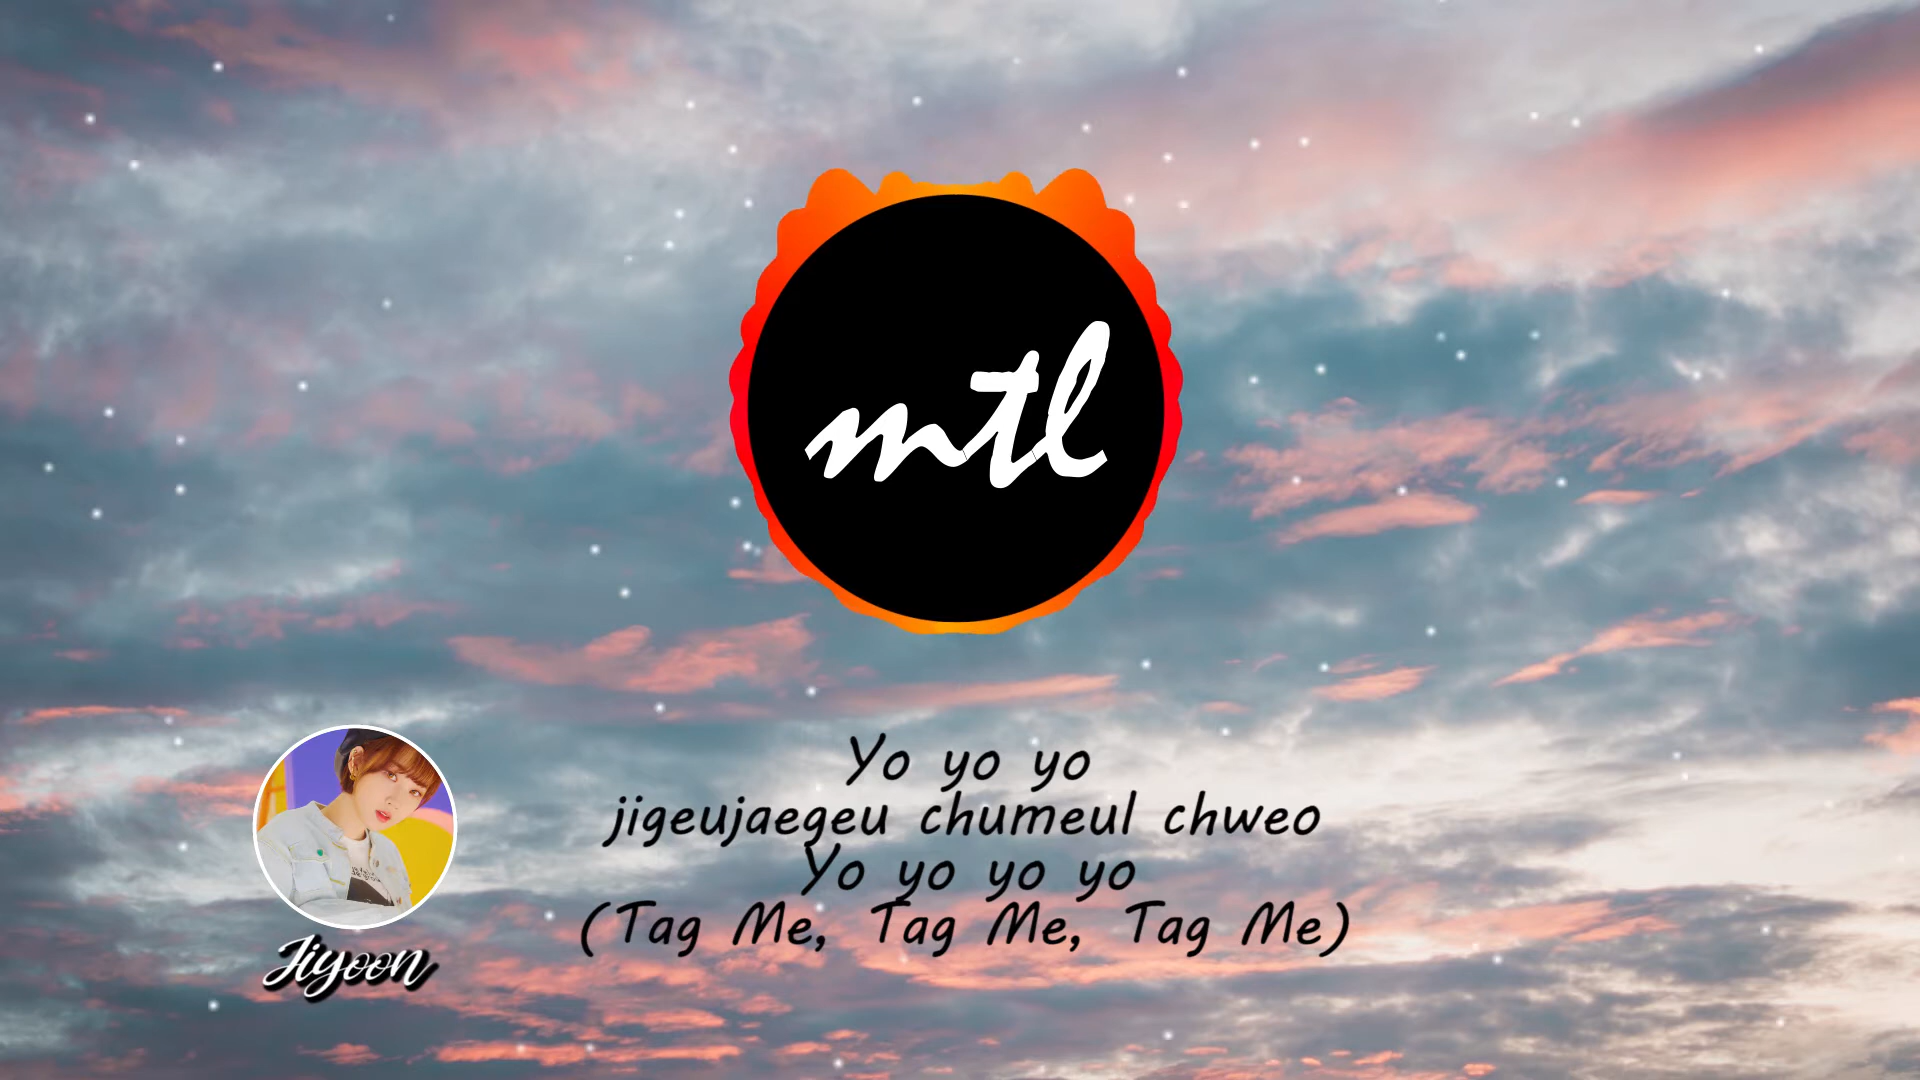 mtl
Yo yo yo
jigeujaegeu chumeul chweo
Yo yo yo yo
(Tag Me, Tag Me, Tag Me)
Jiyoon